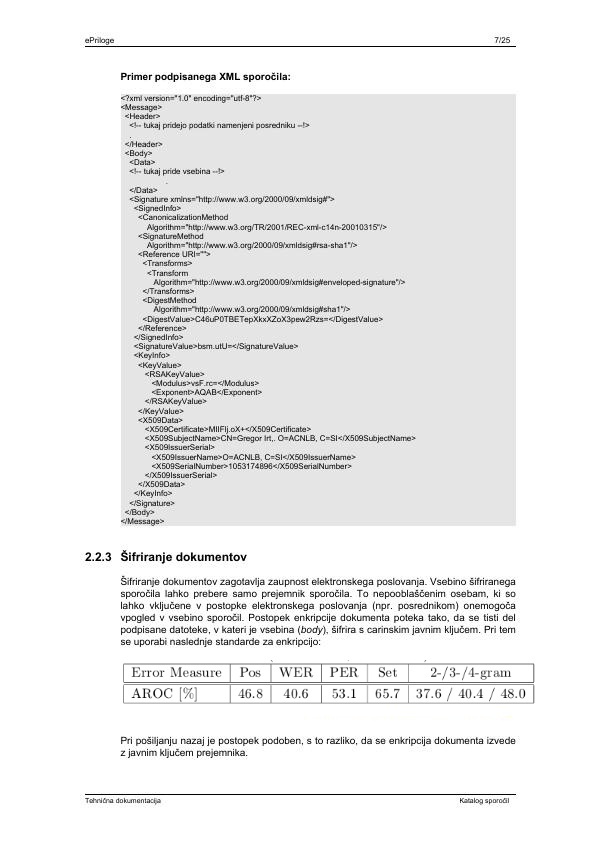 ePriloge 7/25
Primer podpisanega XML sporočila:
<?xml version="1.0" encoding="utf-8"?>
<Message>
<Header>
<!-- tukaj pridejo podatki namenjeni posredniku --!>
.
</Header>
<Body>
<Data>
<!-- tukaj pride vsebina --!>
.
</Data>
<Signature xmlns="http://www.w3.org/2000/09/xmldsig#">
<SignedInfo>
<CanonicalizationMethod
Algorithm="http://www.w3.org/TR/2001/REC-xml-c14n-20010315"/>
<SignatureMethod
Algorithm="http://www.w3.org/2000/09/xmldsig#rsa-sha1"/>
<Reference URI="">
<Transforms>
<Transform
Algorithm="http://www.w3.org/2000/09/xmldsig#enveloped-signature"/>
</Transforms>
<DigestMethod
Algorithm="http://www.w3.org/2000/09/xmldsig#sha1"/>
<DigestValue>C46uP0TBETepXkxXZoX3pew2Rzs=</DigestValue>
</Reference>
</SignedInfo>
<SignatureValue>bsm.utU=</SignatureValue>
<KeyInfo>
<KeyValue>
<RSAKeyValue>
<Modulus>vsF.rc=</Modulus>
<Exponent>AQAB</Exponent>
</RSAKeyValue>
</KeyValue>
<X509Data>
<X509Certificate>MIIFIj.oX+</X509Certificate>
<X509SubjectName>CN=Gregor Irt,. O=ACNLB, C=SI</X509SubjectName>
<X509IssuerSerial>
<X509IssuerName>O=ACNLB, C=SI</X509IssuerName>
<X509SerialNumber>1053174896</X509SerialNumber>
</X509IssuerSerial>
</X509Data>
</KeyInfo>
</Signature>
</Body>
</Message>
2.2.3 Šifriranje dokumentov
Šifriranje dokumentov zagotavlja zaupnost elektronskega poslovanja. Vsebino šifriranega
sporočila lahko prebere samo prejemnik sporočila. To nepooblaščenim osebam, ki so
lahko vključene v postopke elektronskega poslovanja (npr. posrednikom) onemogoča
vpogled v vsebino sporočil. Postopek enkripcije dokumenta poteka tako, da se tisti del
podpisane datoteke, v kateri je vsebina (body), šifrira s carinskim javnim ključem. Pri tem
se uporabi naslednje standarde za enkripcijo:
Error Measure Pos WER PER Set 2-/3-/4-gram
AROC [%] 46.8 40.6 53.1 65.7 37.6 / 40.4 / 48.0
Pri pošiljanju nazaj je postopek podoben, s to razliko, da se enkripcija dokumenta izvede
z javnim ključem prejemnika.
Tehnična dokumentacija Katalog sporočil